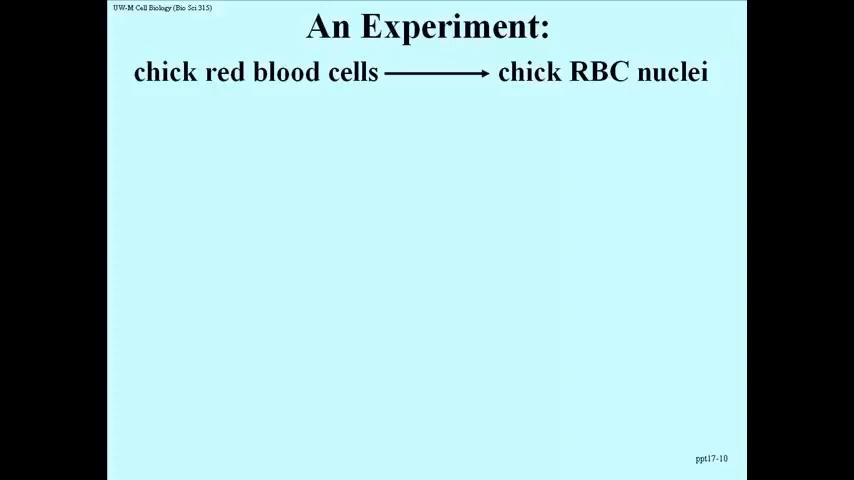 UW-M Cell Biology (Bio Sci 315)
An Experiment:
chick red blood cells chick RBC nuclei
ppt17-10